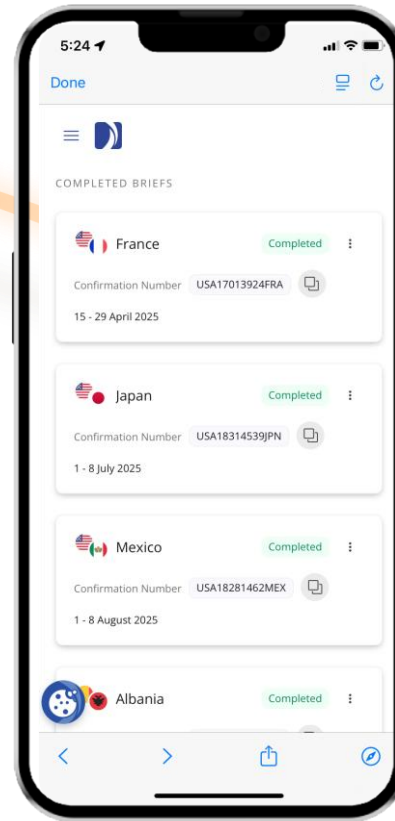 5:24
Done
COMPLETED BRIEFS
France Completed
Confirmation Number USA17013924FRA
15 - 29 April 2025
Japan Completed
Confirmation Number USA18314539JPN
1 - 8 July 2025
Mexico Completed
Confirmation Number USA18281462MEX
1 - 8 August 2025
Albania Completed